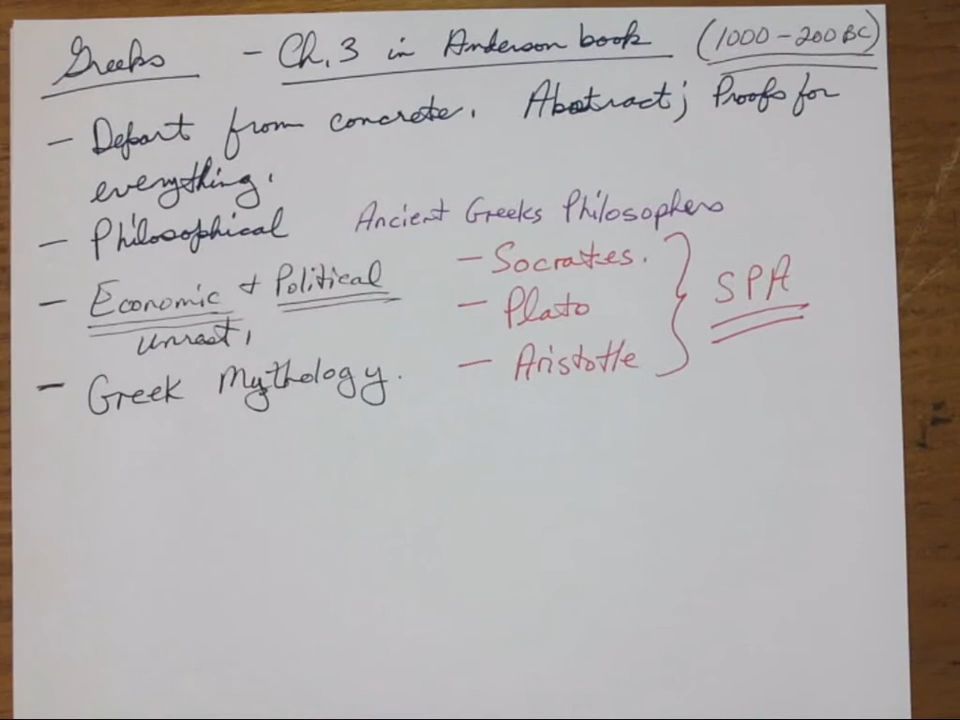 Greeks - Ch. 3 in Anderson book (1000-200 BC)
- Depart from concrete. Abstract; Proofs for
everything.
- Philosophical
Ancient Greeks Philosophers
- Economic + Political
unrest,
- Greek Mythology.
- Socrates.
- Plato
- Aristotle
SPA